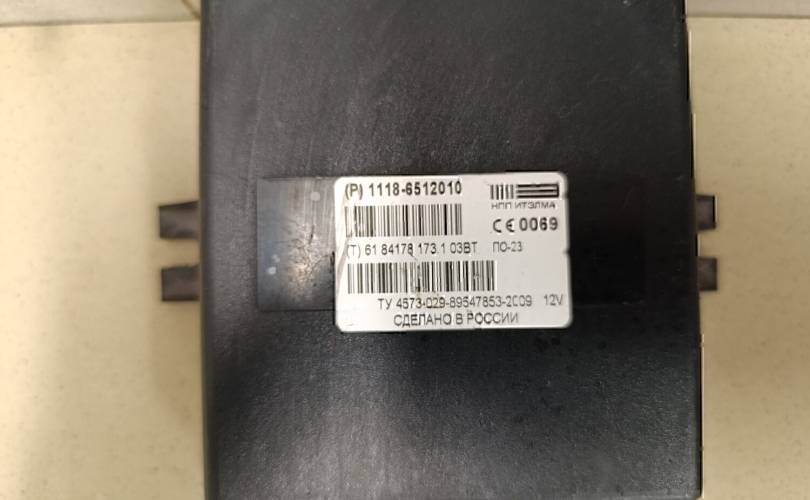 (P) 1118-6512010
НПП ИТЭЛМА
CE 0069
(T) 61 84178 173.1 03ВТ ПО-23
ТУ 4573-029-89547853-2009 12V
СДЕЛАНО В РОССИИ